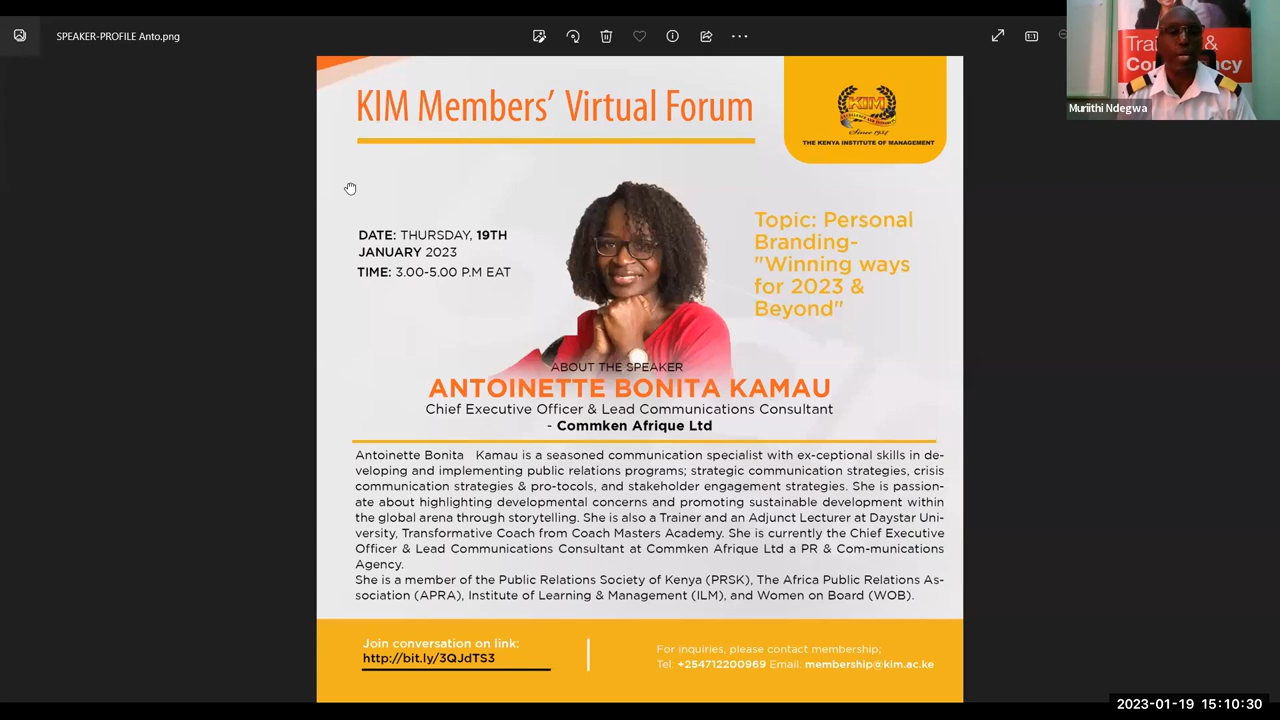 SPEAKER-PROFILE Anto.png
Muriithi Ndegwa
KIM Members' Virtual Forum
KIM
Since 1954
THE KENYA INSTITUTE OF MANAGEMENT
DATE: THURSDAY, 19TH
JANUARY 2023
TIME: 3.00-5.00 P.M EAT
Topic: Personal
Branding-
"Winning ways
for 2023 &
Beyond"
ABOUT THE SPEAKER
ANTOINETTE BONITA KAMAU
Chief Executive Officer & Lead Communications Consultant
- Commken Afrique Ltd
Antoinette Bonita Kamau is a seasoned communication specialist with ex-ceptional skills in de-
veloping and implementing public relations programs; strategic communication strategies, crisis
communication strategies & pro-tocols, and stakeholder engagement strategies. She is passion-
ate about highlighting developmental concerns and promoting sustainable development within
the global arena through storytelling. She is also a Trainer and an Adjunct Lecturer at Daystar Uni-
versity, Transformative Coach from Coach Masters Academy. She is currently the Chief Executive
Officer & Lead Communications Consultant at Commken Afrique Ltd a PR & Com-munications
Agency.
She is a member of the Public Relations Society of Kenya (PRSK), The Africa Public Relations As-
sociation (APRA), Institute of Learning & Management (ILM), and Women on Board (WOB).
Join conversation on link:
http://bit.ly/3QJdTS3
For inquiries, please contact membership;
Tel: +254712200969 Email: membership@kim.ac.ke
2023-01-19 15:10:30